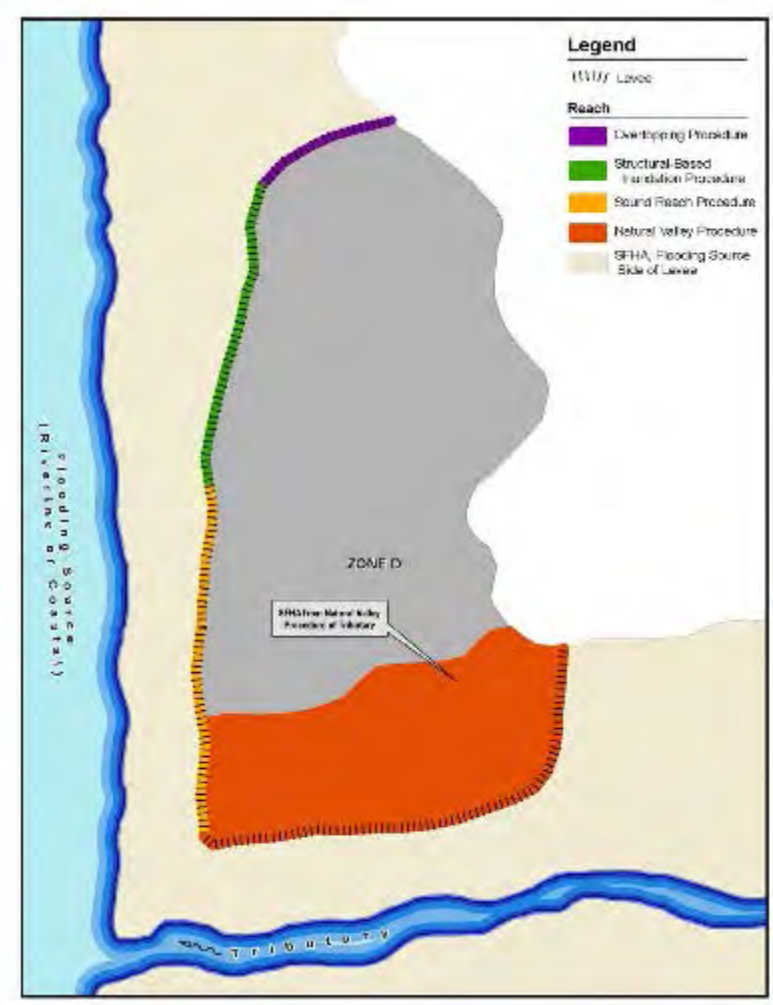 Legend
Levee
Reach
Overtopping Procedure
Structural-Based
Inundation Procedure
Sound Reach Procedure
Natural Valley Procedure
SFHA, Flooding Source
Side of Levee
Flooding Source
(Riverine or Coastal)
ZONE D
SFHA from Natural Valley
Procedure of Tributary
Tributary